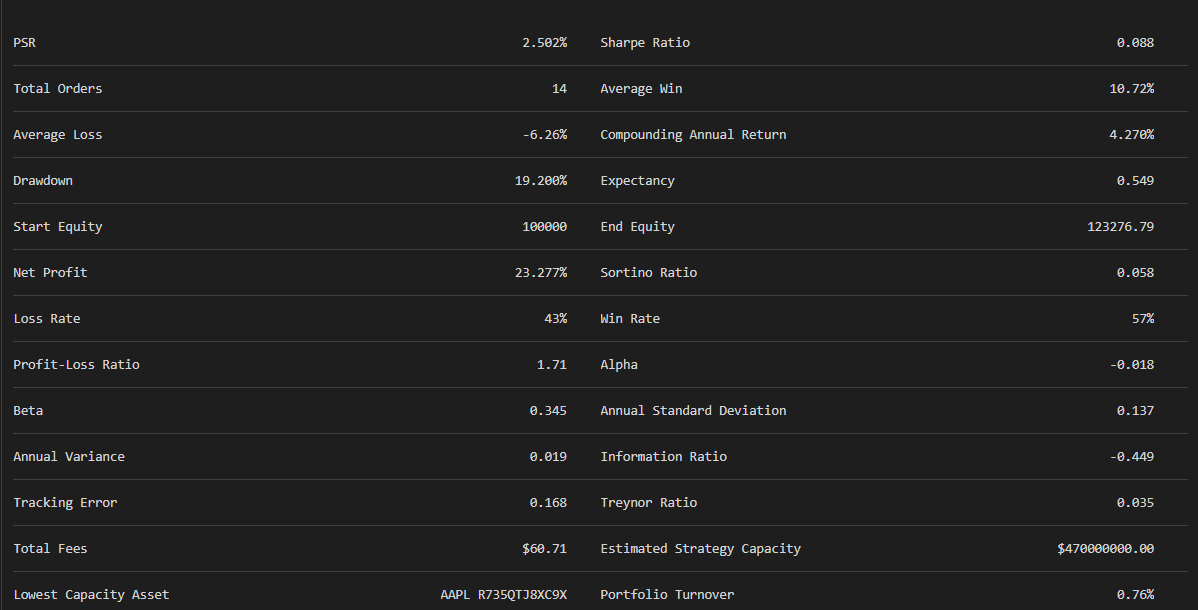 PSR 2.502% Sharpe Ratio 0.088
Total Orders 14 Average Win 10.72%
Average Loss -6.26% Compounding Annual Return 4.270%
Drawdown 19.200% Expectancy 0.549
Start Equity 100000 End Equity 123276.79
Net Profit 23.277% Sortino Ratio 0.058
Loss Rate 43% Win Rate 57%
Profit-Loss Ratio 1.71 Alpha -0.018
Beta 0.345 Annual Standard Deviation 0.137
Annual Variance 0.019 Information Ratio -0.449
Tracking Error 0.168 Treynor Ratio 0.035
Total Fees $60.71 Estimated Strategy Capacity $470000000.00
Lowest Capacity Asset AAPL R735QTJ8XC9X Portfolio Turnover 0.76%